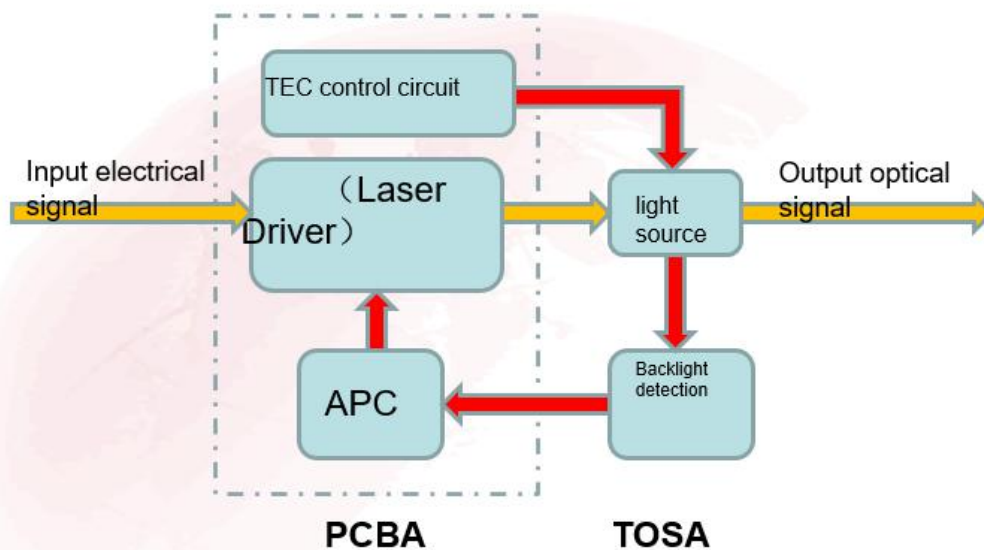 TEC control circuit
Input electrical
signal
（Laser
Driver）
light
source
Output optical
signal
APC
Backlight
detection
PCBA
TOSA